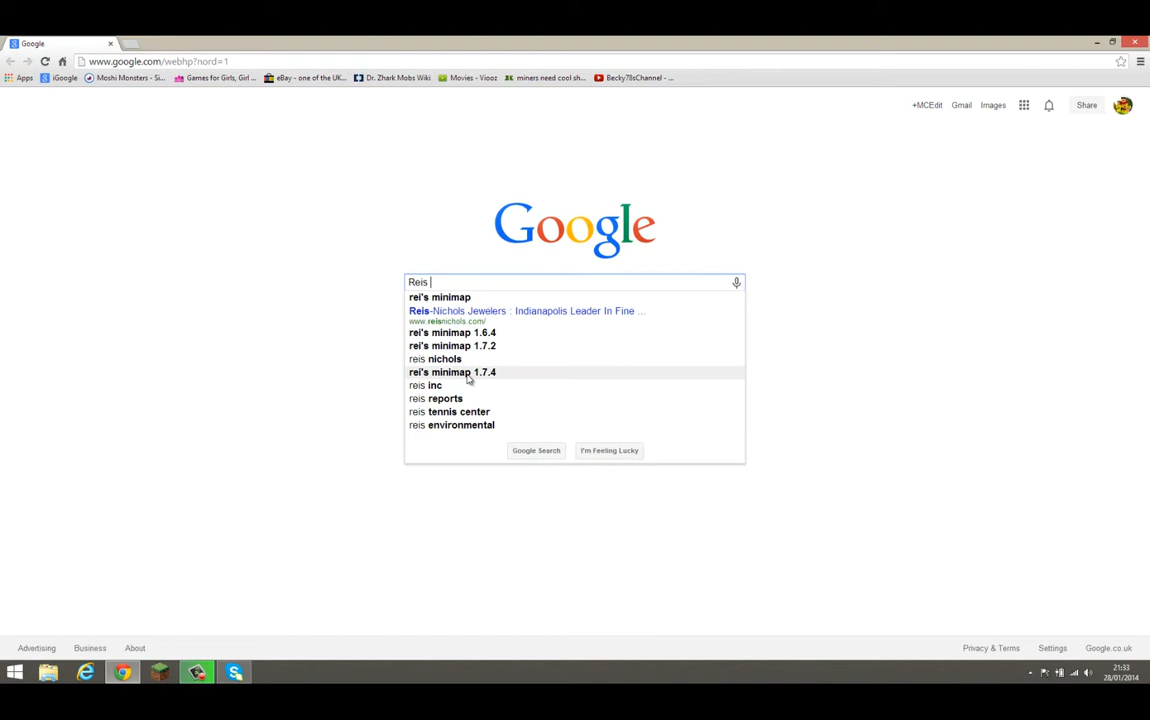 Google
www.google.com/webhp?nord=1
Apps iGoogle Moshi Monsters - Si... Games for Girls, Girl ... eBay - one of the UK... Dr. Zhark Mobs Wiki Movies - Viooz miners need cool sh... Becky78sChannel - ...
+MCEdit Gmail Images Share
Google
Reis
rei's minimap
Reis-Nichols Jewelers : Indianapolis Leader In Fine ...
www.reisnichols.com/
rei's minimap 1.6.4
rei's minimap 1.7.2
reis nichols
rei's minimap 1.7.4
reis inc
reis reports
reis tennis center
reis environmental
Google Search I'm Feeling Lucky
Advertising Business About Privacy & Terms Settings Google.co.uk
21:33
28/01/2014